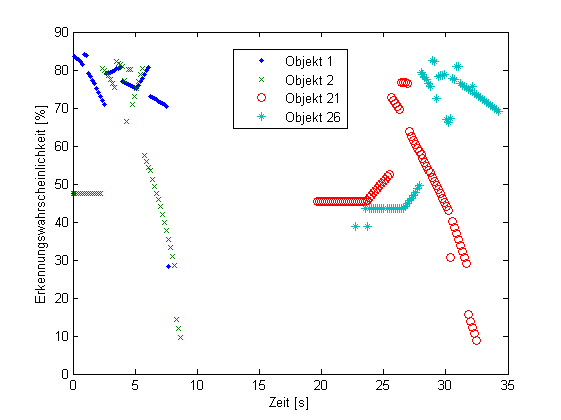 90
80
70
60
50
40
30
20
10
0
Erkennungswahrscheinlichkeit [%]
Objekt 1
Objekt 2
Objekt 21
Objekt 26
0 5 10 15 20 25 30 35
Zeit [s]